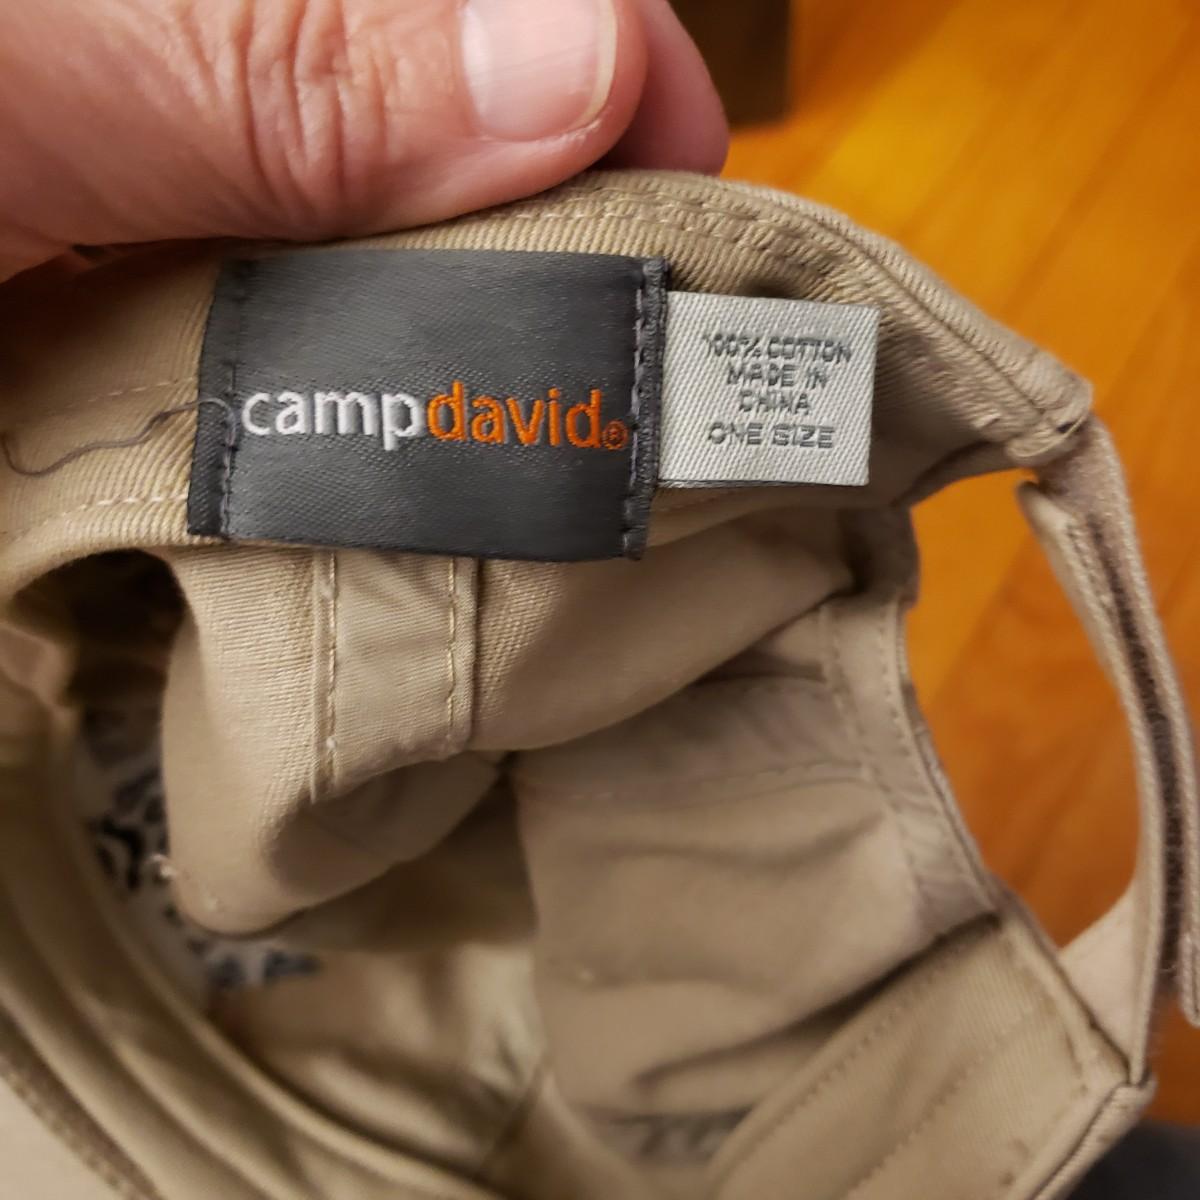 campdavid®
100% COTTON
MADE IN
CHINA
ONE SIZE